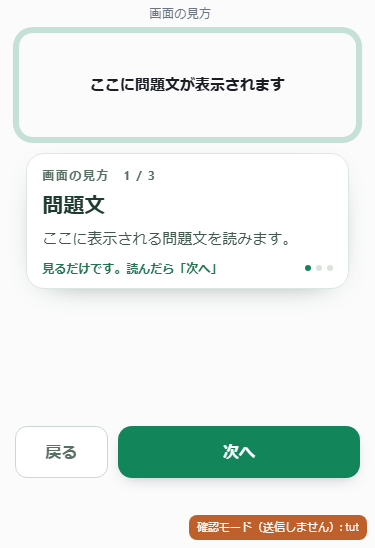 画面の見方
ここに問題文が表示されます
画面の見方 1 / 3
問題文
ここに表示される問題文を読みます。
見るだけです。読んだら「次へ」
戻る
次へ
確認モード（送信しません）: tut